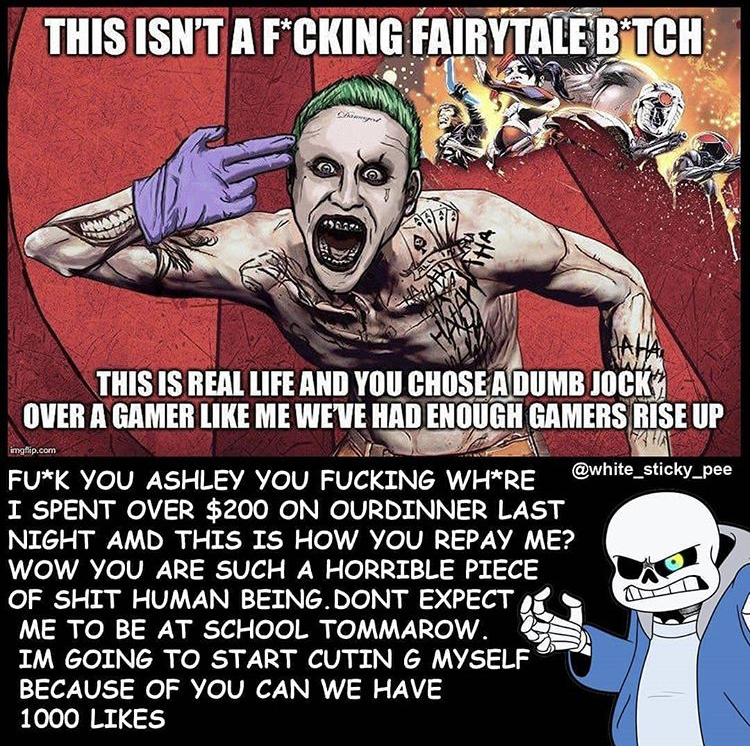 THIS ISN'T A F*CKING FAIRYTALE B*TCH
Damaged
HAHAHAHA
AHA
THIS IS REAL LIFE AND YOU CHOSE A DUMB JOCK
OVER A GAMER LIKE ME WE'VE HAD ENOUGH GAMERS RISE UP
imgflip.com
@white_sticky_pee
FU*K YOU ASHLEY YOU FUCKING WH*RE
I SPENT OVER $200 ON OURDINNER LAST
NIGHT AMD THIS IS HOW YOU REPAY ME?
WOW YOU ARE SUCH A HORRIBLE PIECE
OF SHIT HUMAN BEING.DONT EXPECT
ME TO BE AT SCHOOL TOMMAROW.
IM GOING TO START CUTIN G MYSELF
BECAUSE OF YOU CAN WE HAVE
1000 LIKES